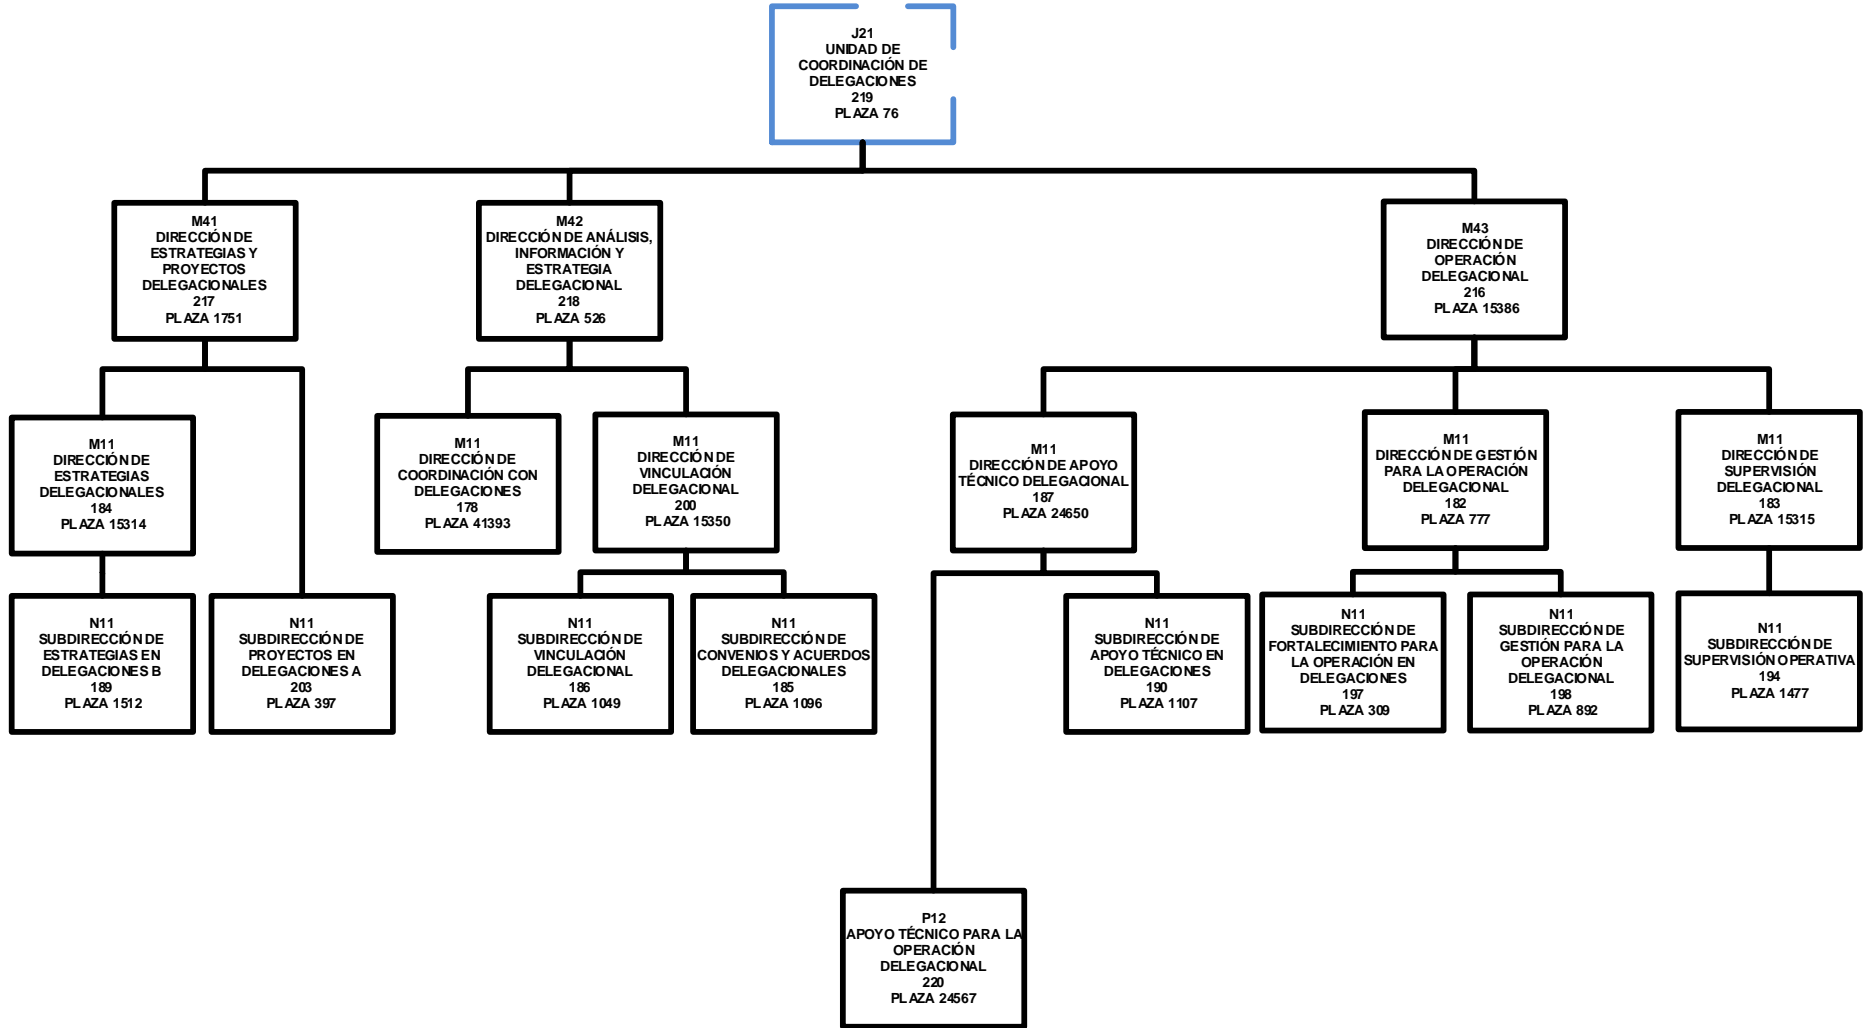 J21
UNIDAD DE
COORDINACIÓN DE
DELEGACIONES
219
PLAZA 76
M41
DIRECCIÓN DE
ESTRATEGIAS Y
PROYECTOS
DELEGACIONALES
217
PLAZA 1751
M42
DIRECCIÓN DE ANÁLISIS,
INFORMACIÓN Y
ESTRATEGIA
DELEGACIONAL
218
PLAZA 526
M43
DIRECCIÓN DE
OPERACIÓN
DELEGACIONAL
216
PLAZA 15386
M11
DIRECCIÓN DE
ESTRATEGIAS
DELEGACIONALES
184
PLAZA 15314
M11
DIRECCIÓN DE
COORDINACIÓN CON
DELEGACIONES
178
PLAZA 41393
M11
DIRECCIÓN DE
VINCULACIÓN
DELEGACIONAL
200
PLAZA 15350
M11
DIRECCIÓN DE APOYO
TÉCNICO DELEGACIONAL
187
PLAZA 24650
M11
DIRECCIÓN DE GESTIÓN
PARA LA OPERACIÓN
DELEGACIONAL
182
PLAZA 777
M11
DIRECCIÓN DE
SUPERVISIÓN
DELEGACIONAL
183
PLAZA 15315
N11
SUBDIRECCIÓN DE
ESTRATEGIAS EN
DELEGACIONES B
189
PLAZA 1512
N11
SUBDIRECCIÓN DE
PROYECTOS EN
DELEGACIONES A
203
PLAZA 397
N11
SUBDIRECCIÓN DE
VINCULACIÓN
DELEGACIONAL
186
PLAZA 1049
N11
SUBDIRECCIÓN DE
CONVENIOS Y ACUERDOS
DELEGACIONALES
185
PLAZA 1096
N11
SUBDIRECCIÓN DE
APOYO TÉCNICO EN
DELEGACIONES
190
PLAZA 1107
N11
SUBDIRECCIÓN DE
FORTALECIMIENTO PARA
LA OPERACIÓN EN
DELEGACIONES
197
PLAZA 309
N11
SUBDIRECCIÓN DE
GESTIÓN PARA LA
OPERACIÓN
DELEGACIONAL
198
PLAZA 892
N11
SUBDIRECCIÓN DE
SUPERVISIÓN OPERATIVA
194
PLAZA 1477
P12
APOYO TÉCNICO PARA LA
OPERACIÓN
DELEGACIONAL
220
PLAZA 24567